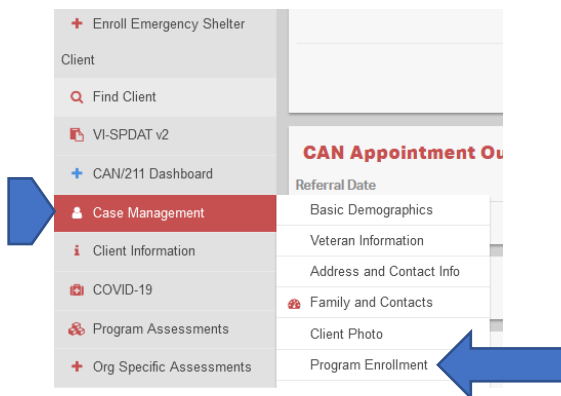 Enroll Emergency Shelter
Client
Find Client
VI-SPDAT v2
CAN/211 Dashboard
Case Management
Client Information
COVID-19
Program Assessments
Org Specific Assessments
CAN Appointment Ou
Referral Date
Basic Demographics
Veteran Information
Address and Contact Info
Family and Contacts
Client Photo
Program Enrollment